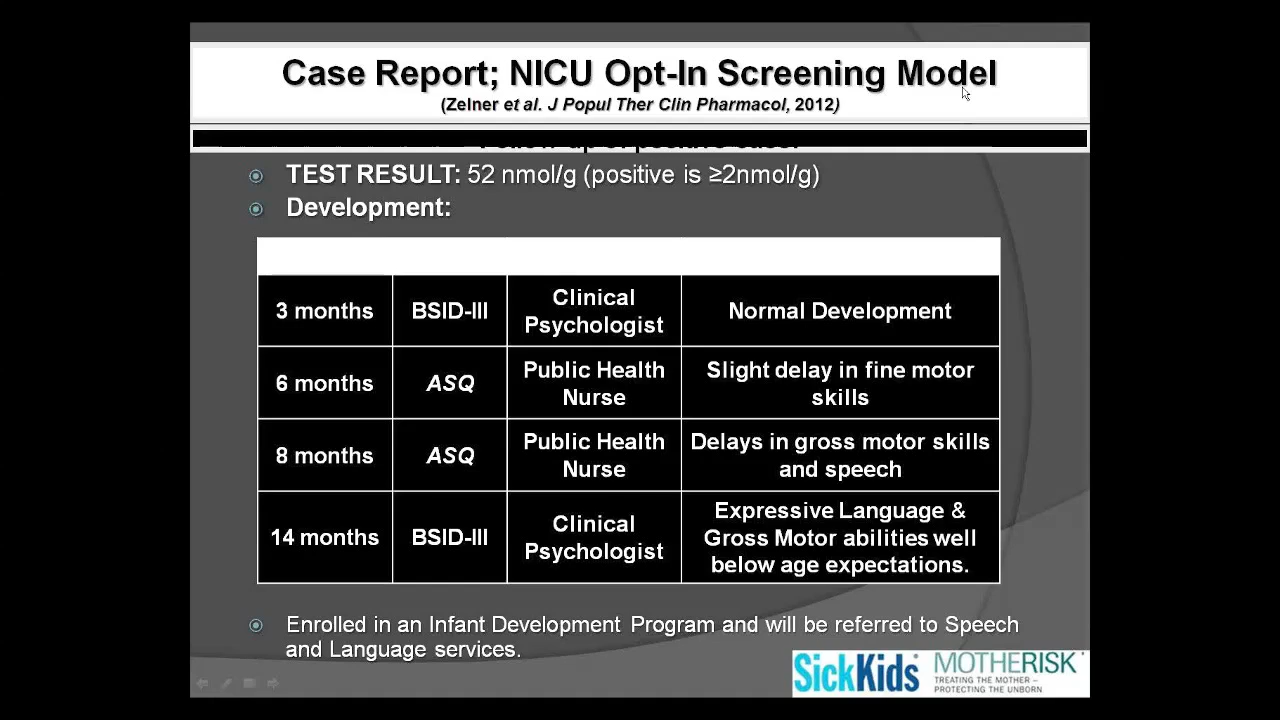 Case Report; NICU Opt-In Screening Model
(Zelner et al. J Popul Ther Clin Pharmacol, 2012)
TEST RESULT: 52 nmol/g (positive is ≥2nmol/g)
Development:
3 months BSID-III Clinical Psychologist Normal Development
6 months ASQ Public Health Nurse Slight delay in fine motor skills
8 months ASQ Public Health Nurse Delays in gross motor skills and speech
14 months BSID-III Clinical Psychologist Expressive Language & Gross Motor abilities well below age expectations.
Enrolled in an Infant Development Program and will be referred to Speech
and Language services.
SickKids
MOTHERISK
TREATING THE MOTHER –
PROTECTING THE UNBORN